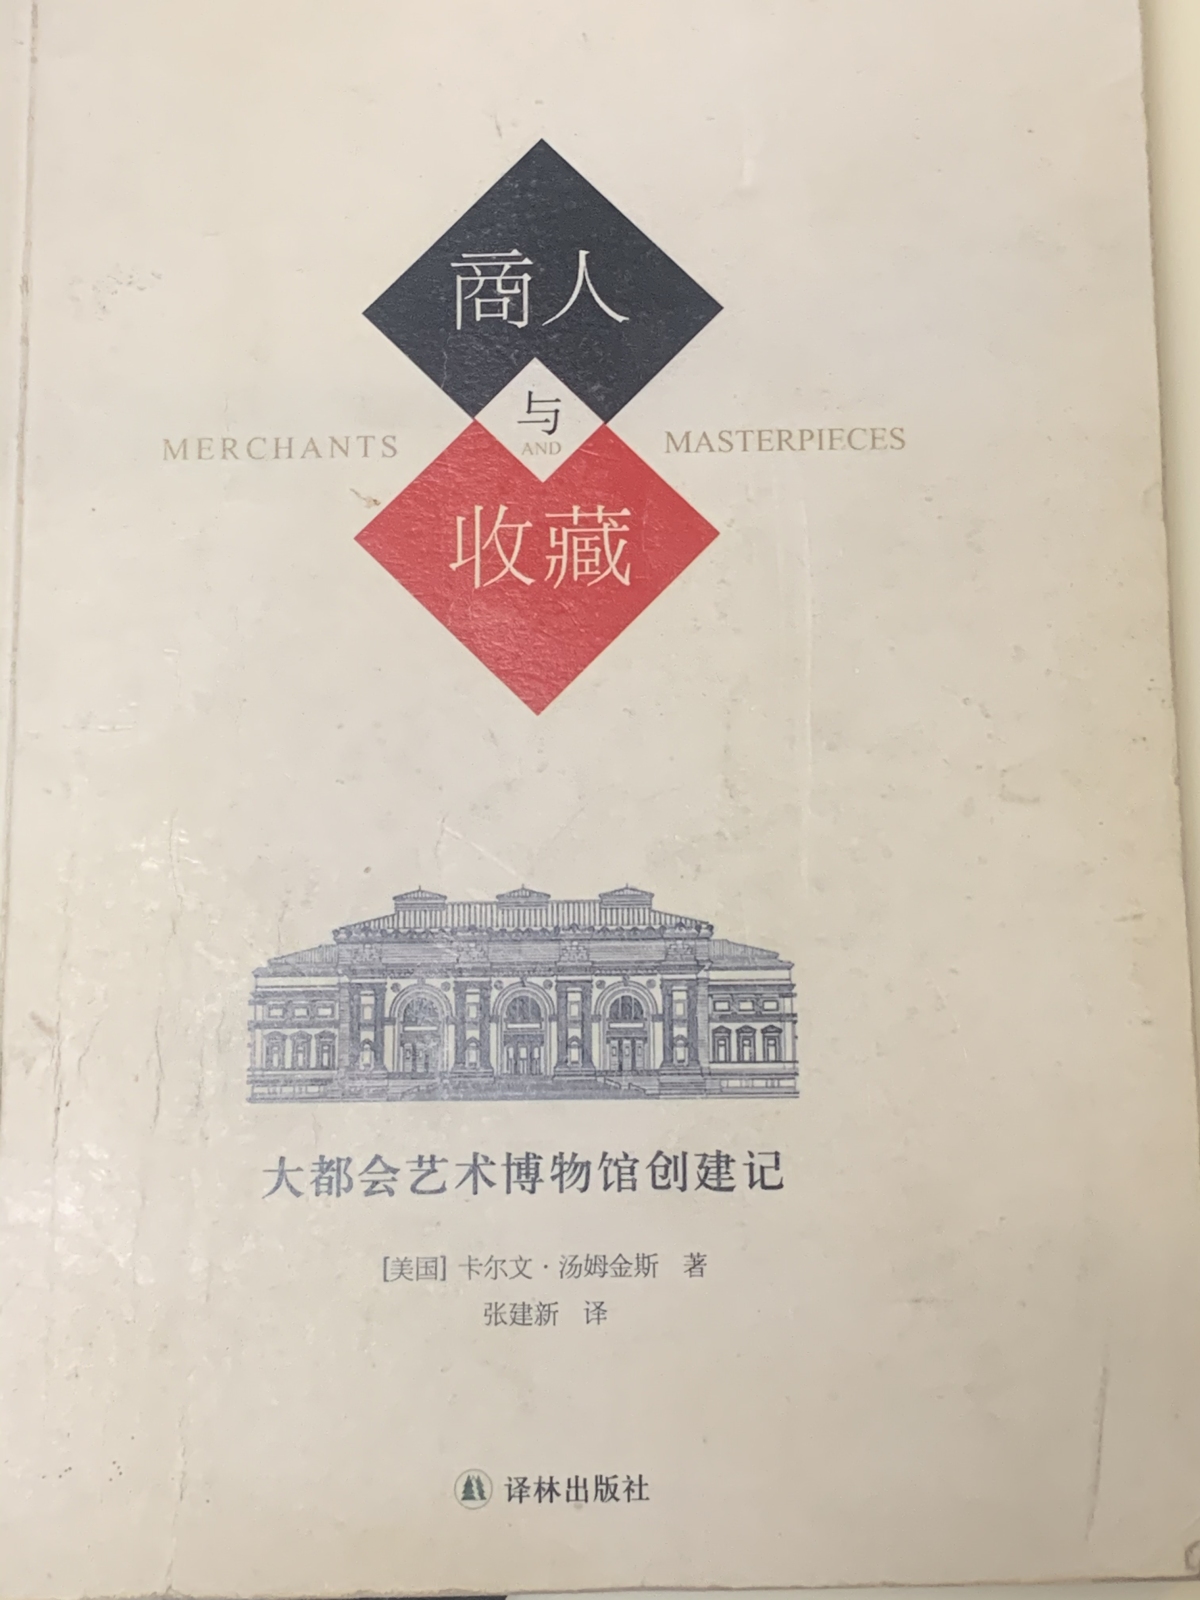 商人
与
MERCHANTS AND MASTERPIECES
收藏
大都会艺术博物馆创建记
[美国] 卡尔文·汤姆金斯 著
张建新 译
译林出版社